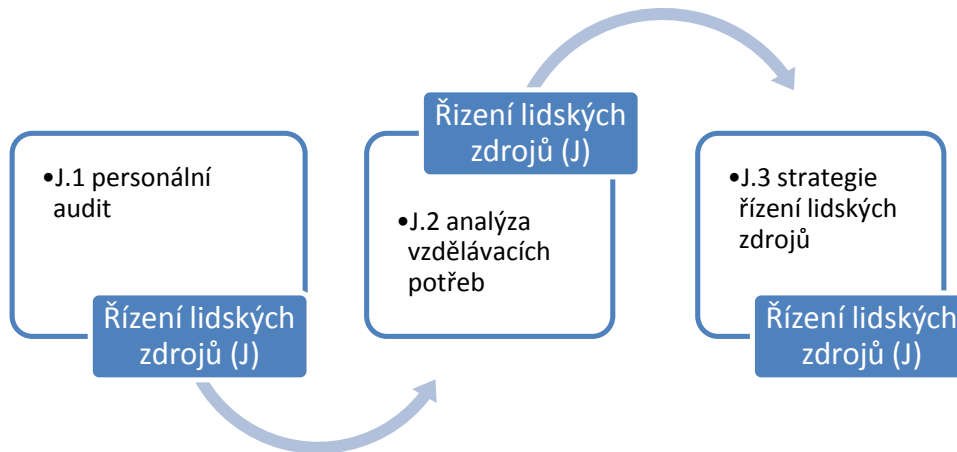 •J.1 personální
audit
Řízení lidských
zdrojů (J)
Řizení lidských
zdrojů (J)
•J.2 analýza
vzdělávacích
potřeb
•J.3 strategie
řízení lidských
zdrojů
Řízení lidských
zdrojů (J)